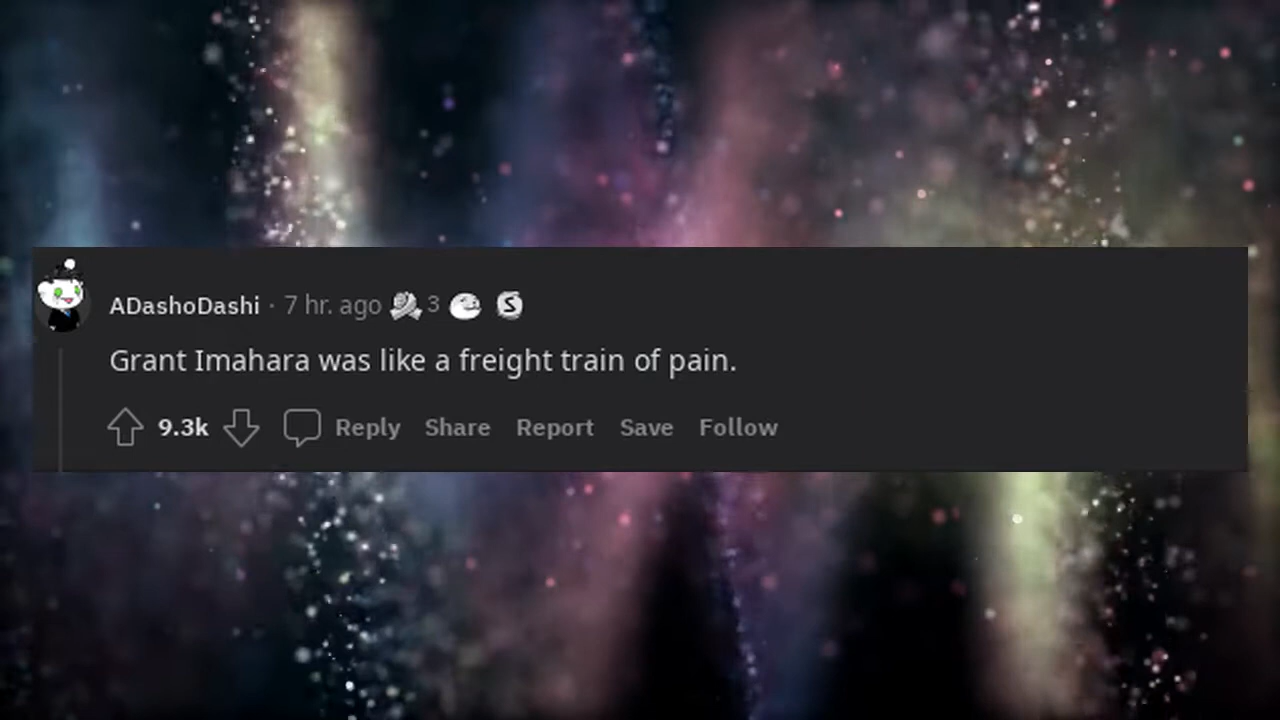 ADashoDashi · 7 hr. ago 3 S
Grant Imahara was like a freight train of pain.
9.3k Reply Share Report Save Follow